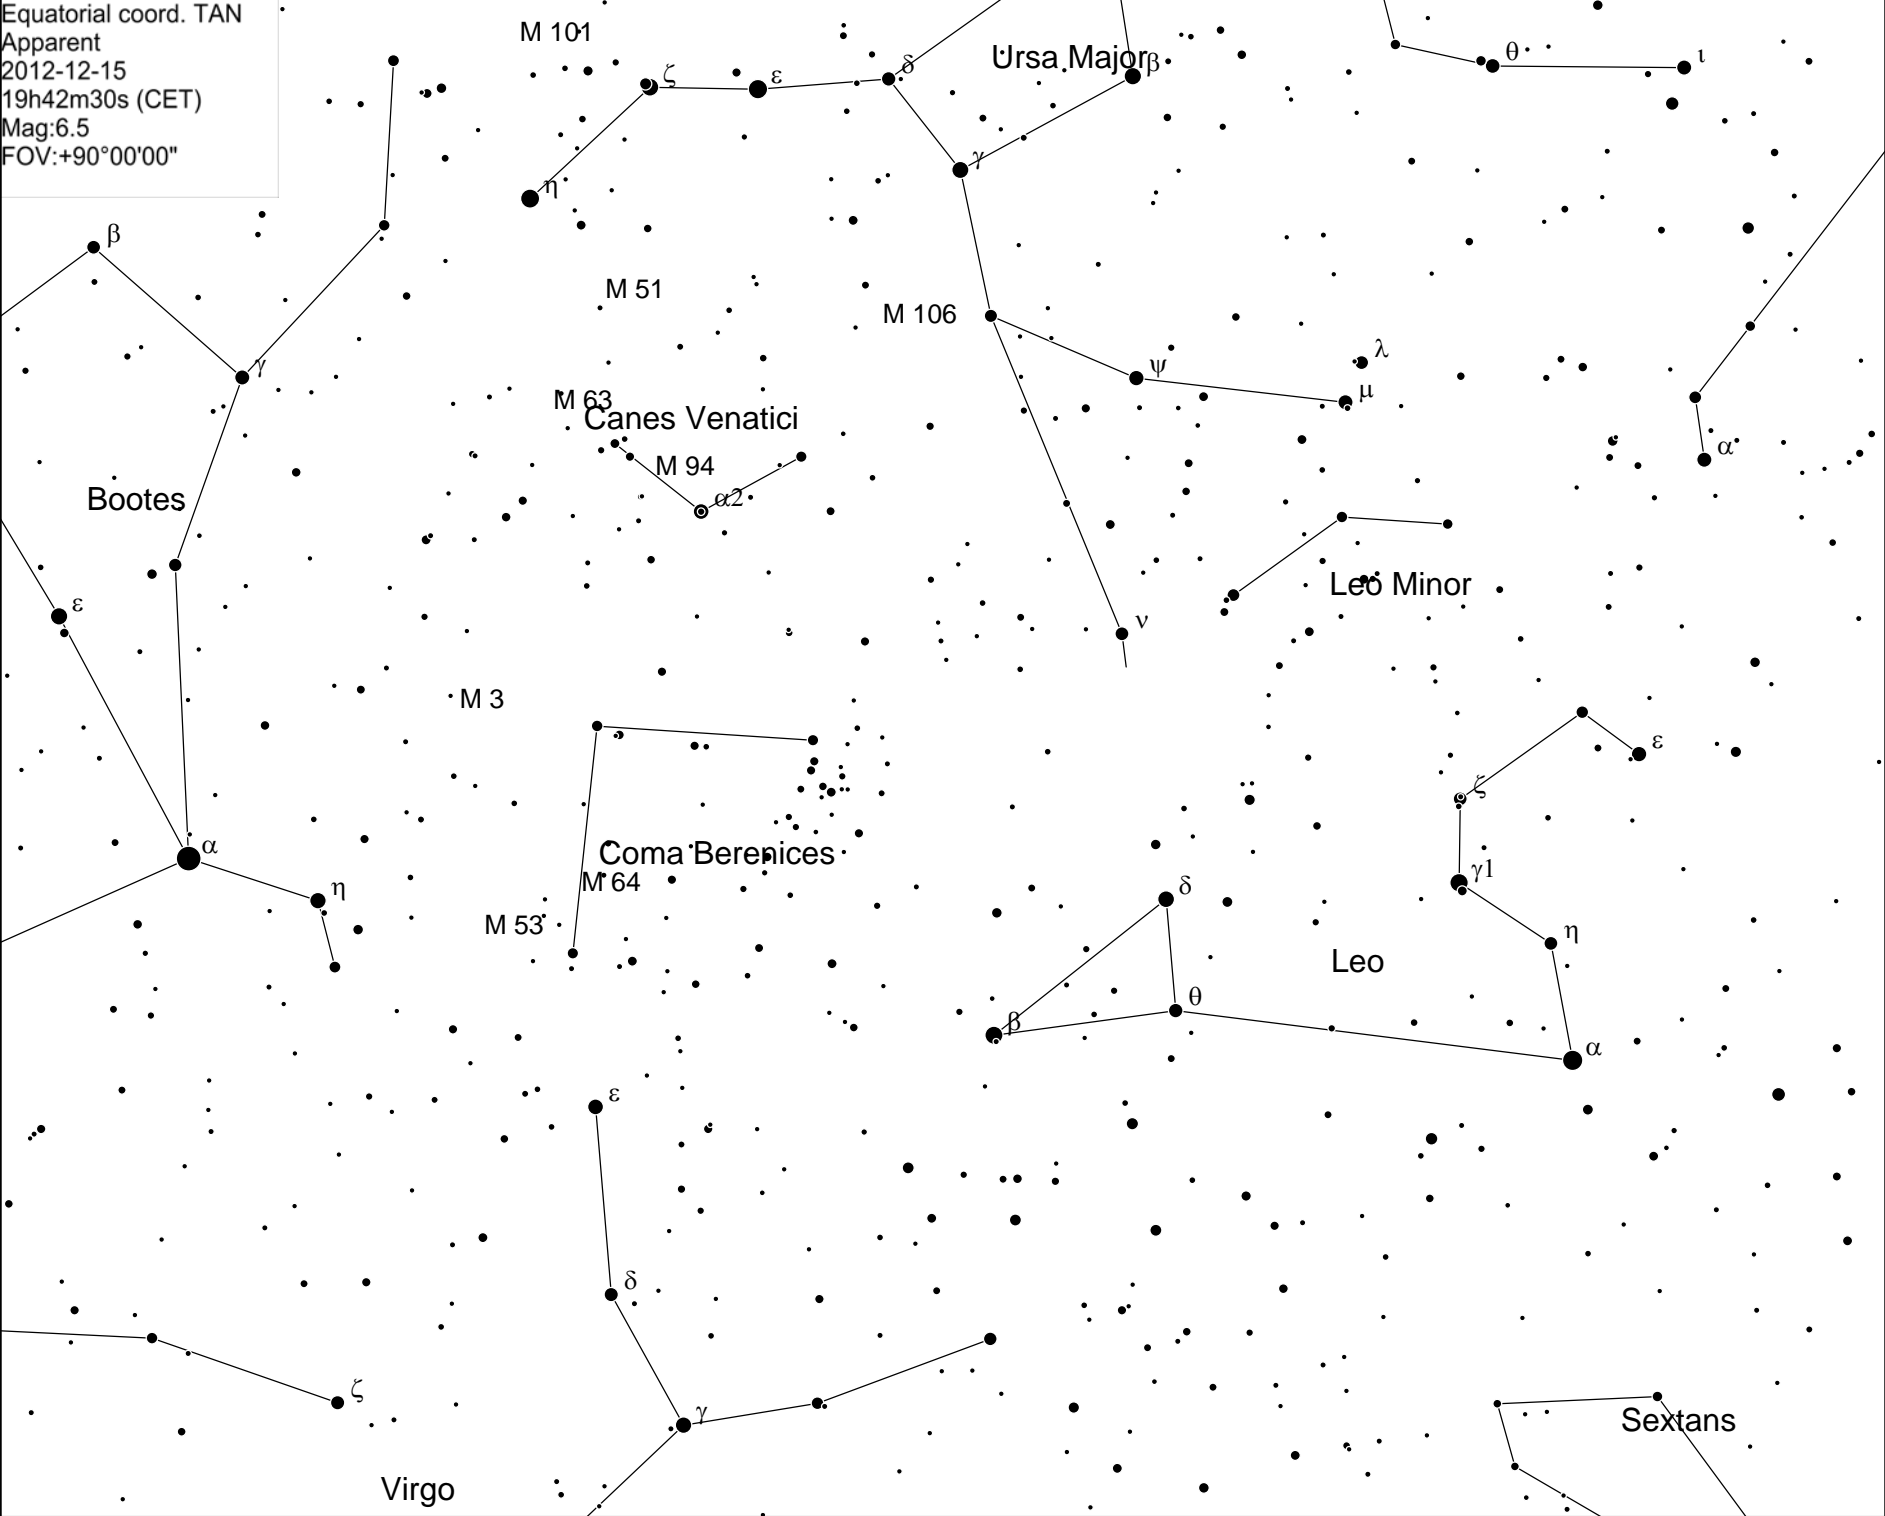 Equatorial coord. TAN
Apparent
2012-12-15
19h42m30s (CET)
Mag:6.5
FOV:+90°00'00"
M 101
ζ
ε
δ
Ursa Major
β
θ
ι
η
γ
β
M 51
M 106
γ
ψ
λ
μ
M 63
Canes Venatici
α
M 94
α2
Bootes
Leo Minor
ε
ν
M 3
ε
ζ
α
Coma Berenices
γ1
M 64
η
δ
M 53
η
Leo
θ
β
α
ε
δ
ζ
γ
Sextans
Virgo